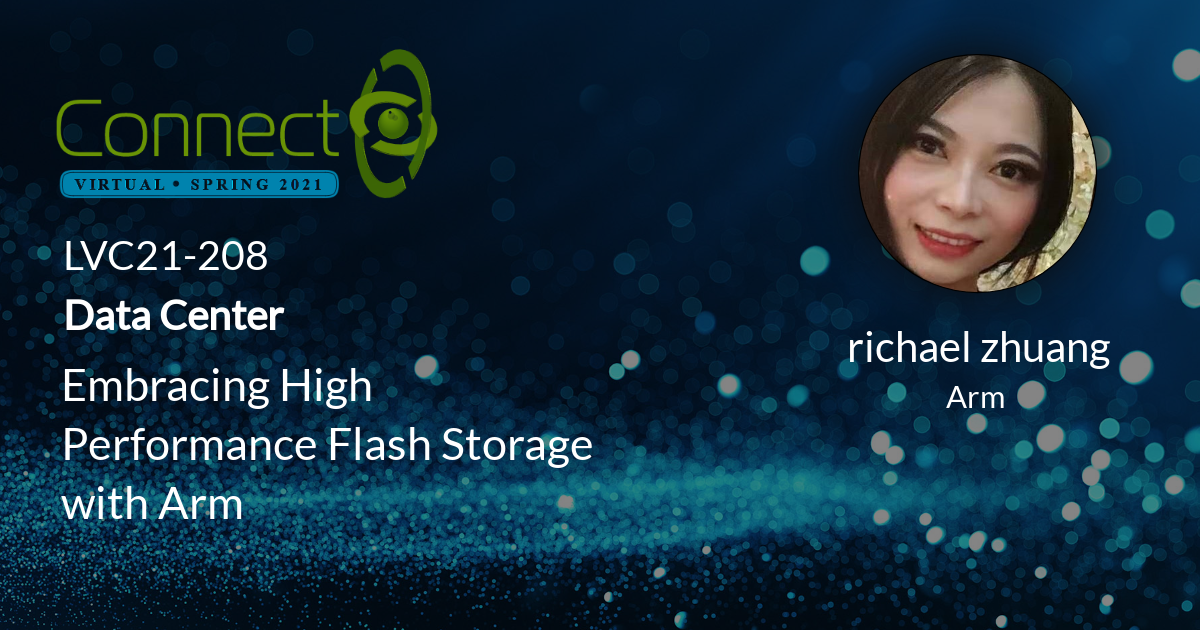 Connect
VIRTUAL • SPRING 2021
LVC21-208
Data Center
Embracing High
Performance Flash Storage
with Arm
richael zhuang
Arm